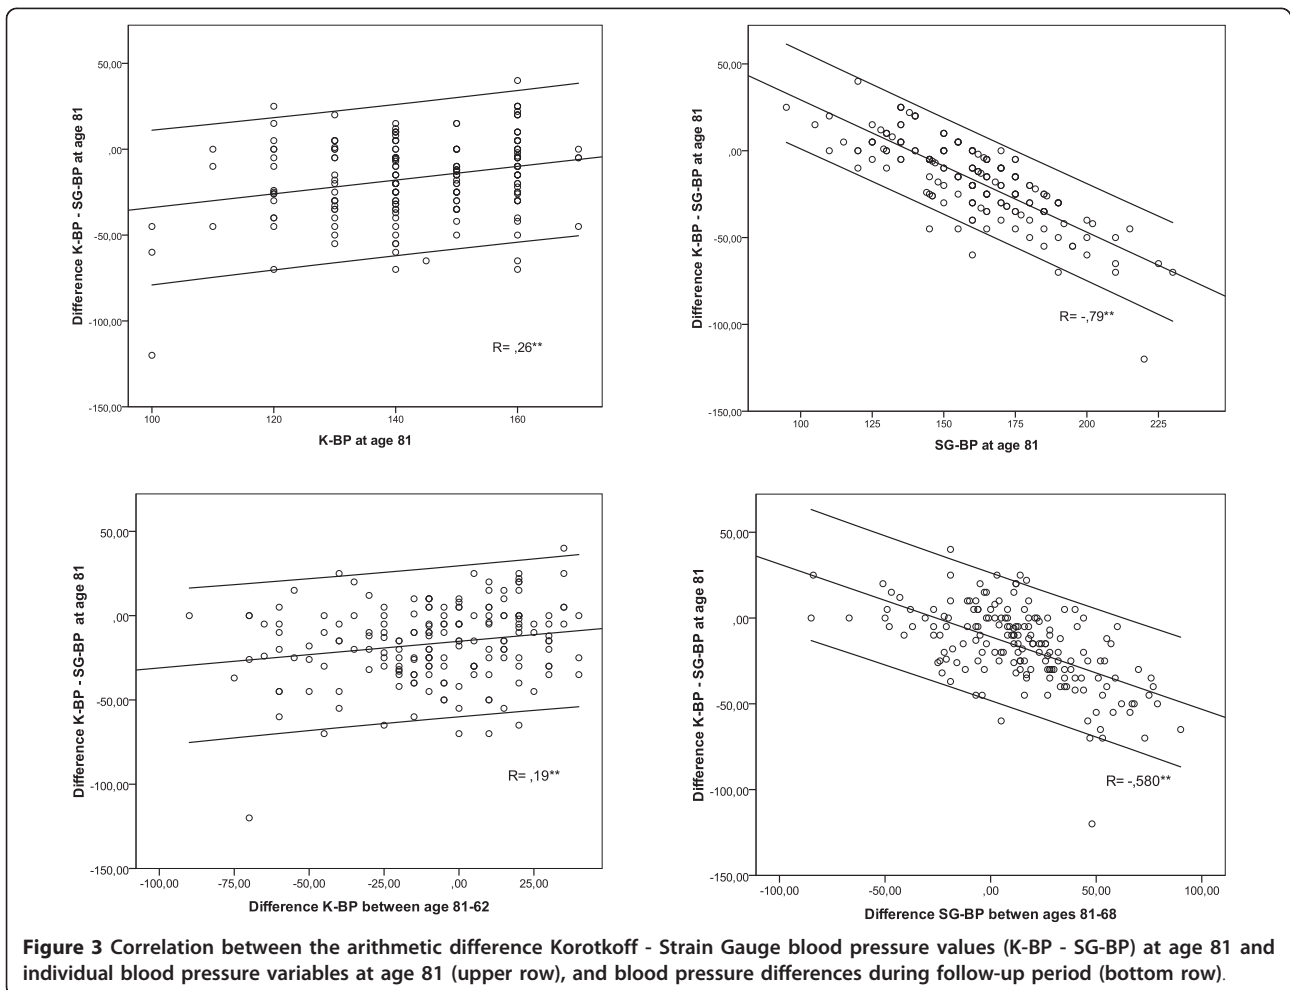 Difference K-BP - SG-BP at age 81
50,00
,00
-50,00
-100,00
-150,00
R= ,26**
100
120
140
160
K-BP at age 81
Difference K-BP - SG-BP at age 81
50,00
,00
-50,00
-100,00
-150,00
R= -,79**
100
125
150
175
200
225
SG-BP at age 81
Difference K-BP - SG-BP at age 81
50,00
,00
-50,00
-100,00
-150,00
R= ,19**
-100,00
-75,00
-50,00
-25,00
,00
25,00
Difference K-BP between age 81-62
Difference K-BP - SG-BP at age 81
50,00
,00
-50,00
-100,00
-150,00
R= -,580**
-100,00
-50,00
,00
50,00
100,00
Difference SG-BP betwen ages 81-68
Figure 3 Correlation between the arithmetic difference Korotkoff - Strain Gauge blood pressure values (K-BP - SG-BP) at age 81 and
individual blood pressure variables at age 81 (upper row), and blood pressure differences during follow-up period (bottom row).